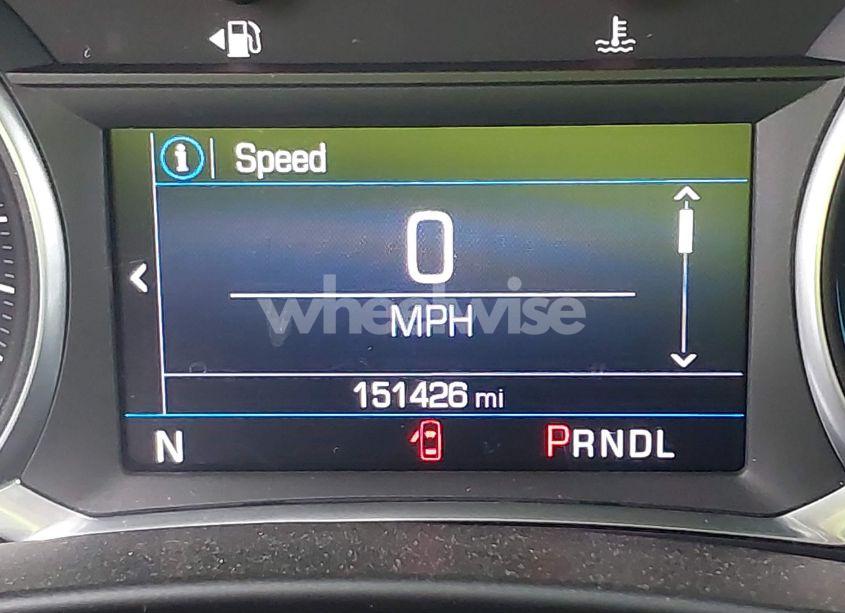 i Speed
0
MPH
wheelwise
151426 mi
N PRNDL